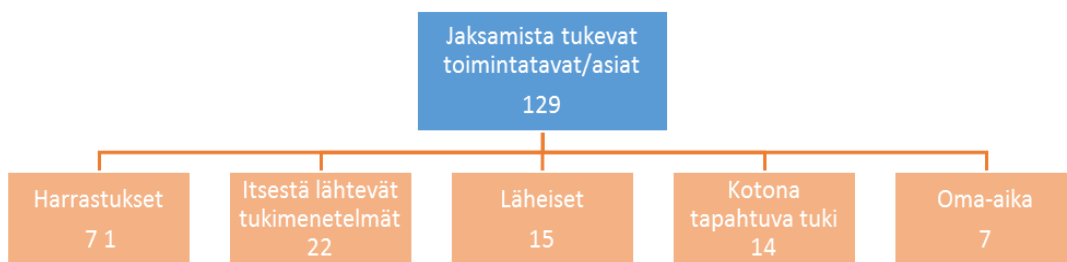 Jaksamista tukevat
toimintatavat/asiat
129
Harrastukset
7 1
Itsestä lähtevät
tukimenetelmät
22
Läheiset
15
Kotona
tapahtuva tuki
14
Oma-aika
7